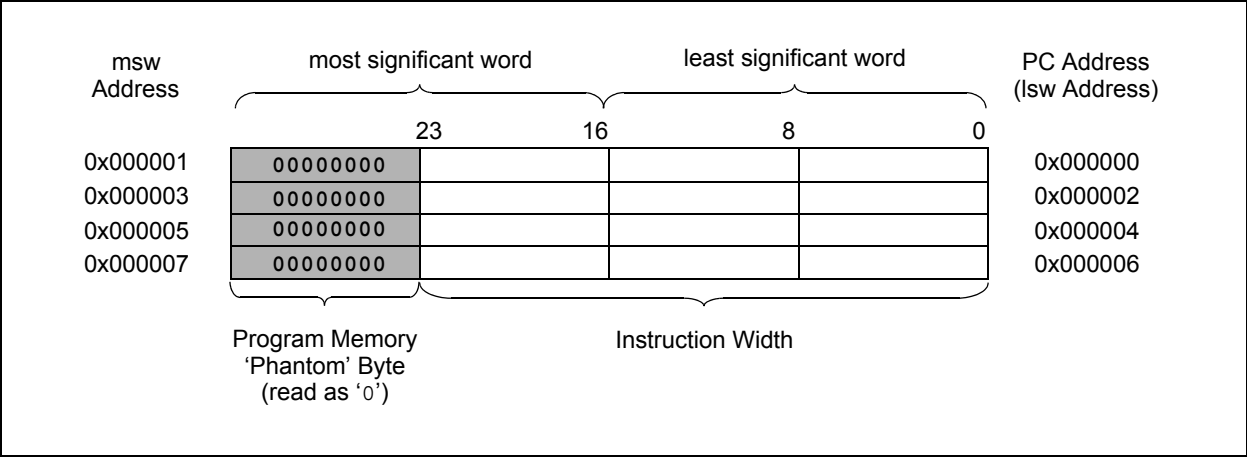 msw
Address
most significant word
least significant word
PC Address
(lsw Address)
23 16 8 0
0x000001 00000000 0x000000
0x000003 00000000 0x000002
0x000005 00000000 0x000004
0x000007 00000000 0x000006
Program Memory
‘Phantom’ Byte
(read as ‘0’)
Instruction Width